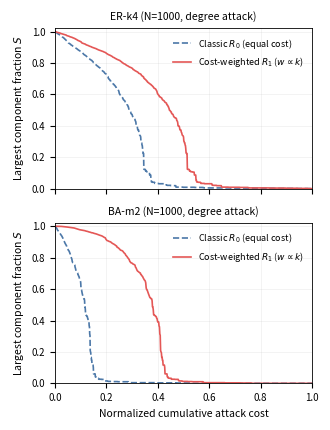 ER-k4 (N=1000, degree attack)
Largest component fraction S
1.0
0.8
0.6
0.4
0.2
0.0
Classic R₀ (equal cost)
Cost-weighted R₁ (w ∝ k)
BA-m2 (N=1000, degree attack)
Largest component fraction S
1.0
0.8
0.6
0.4
0.2
0.0
Classic R₀ (equal cost)
Cost-weighted R₁ (w ∝ k)
0.0 0.2 0.4 0.6 0.8 1.0
Normalized cumulative attack cost